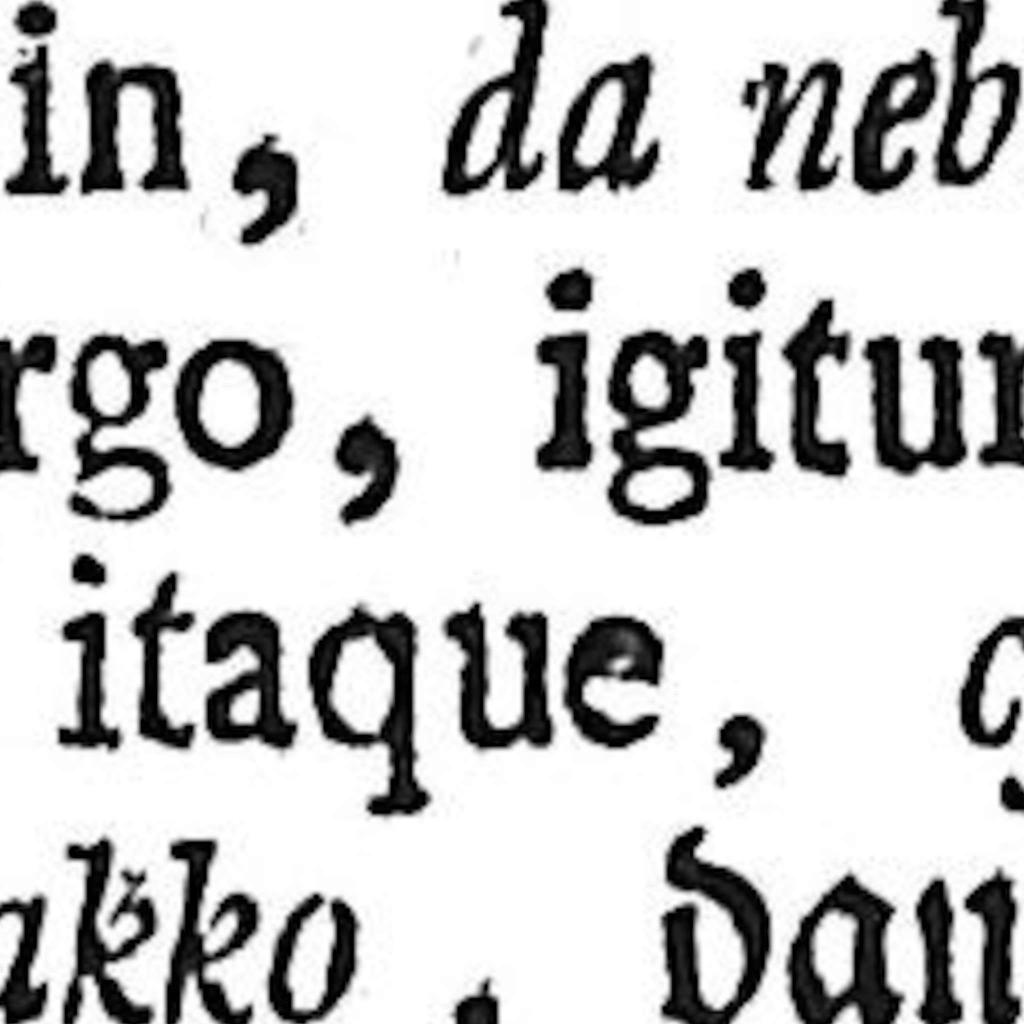 in, da neb
rgo, igitur
itaque,
akko, dan